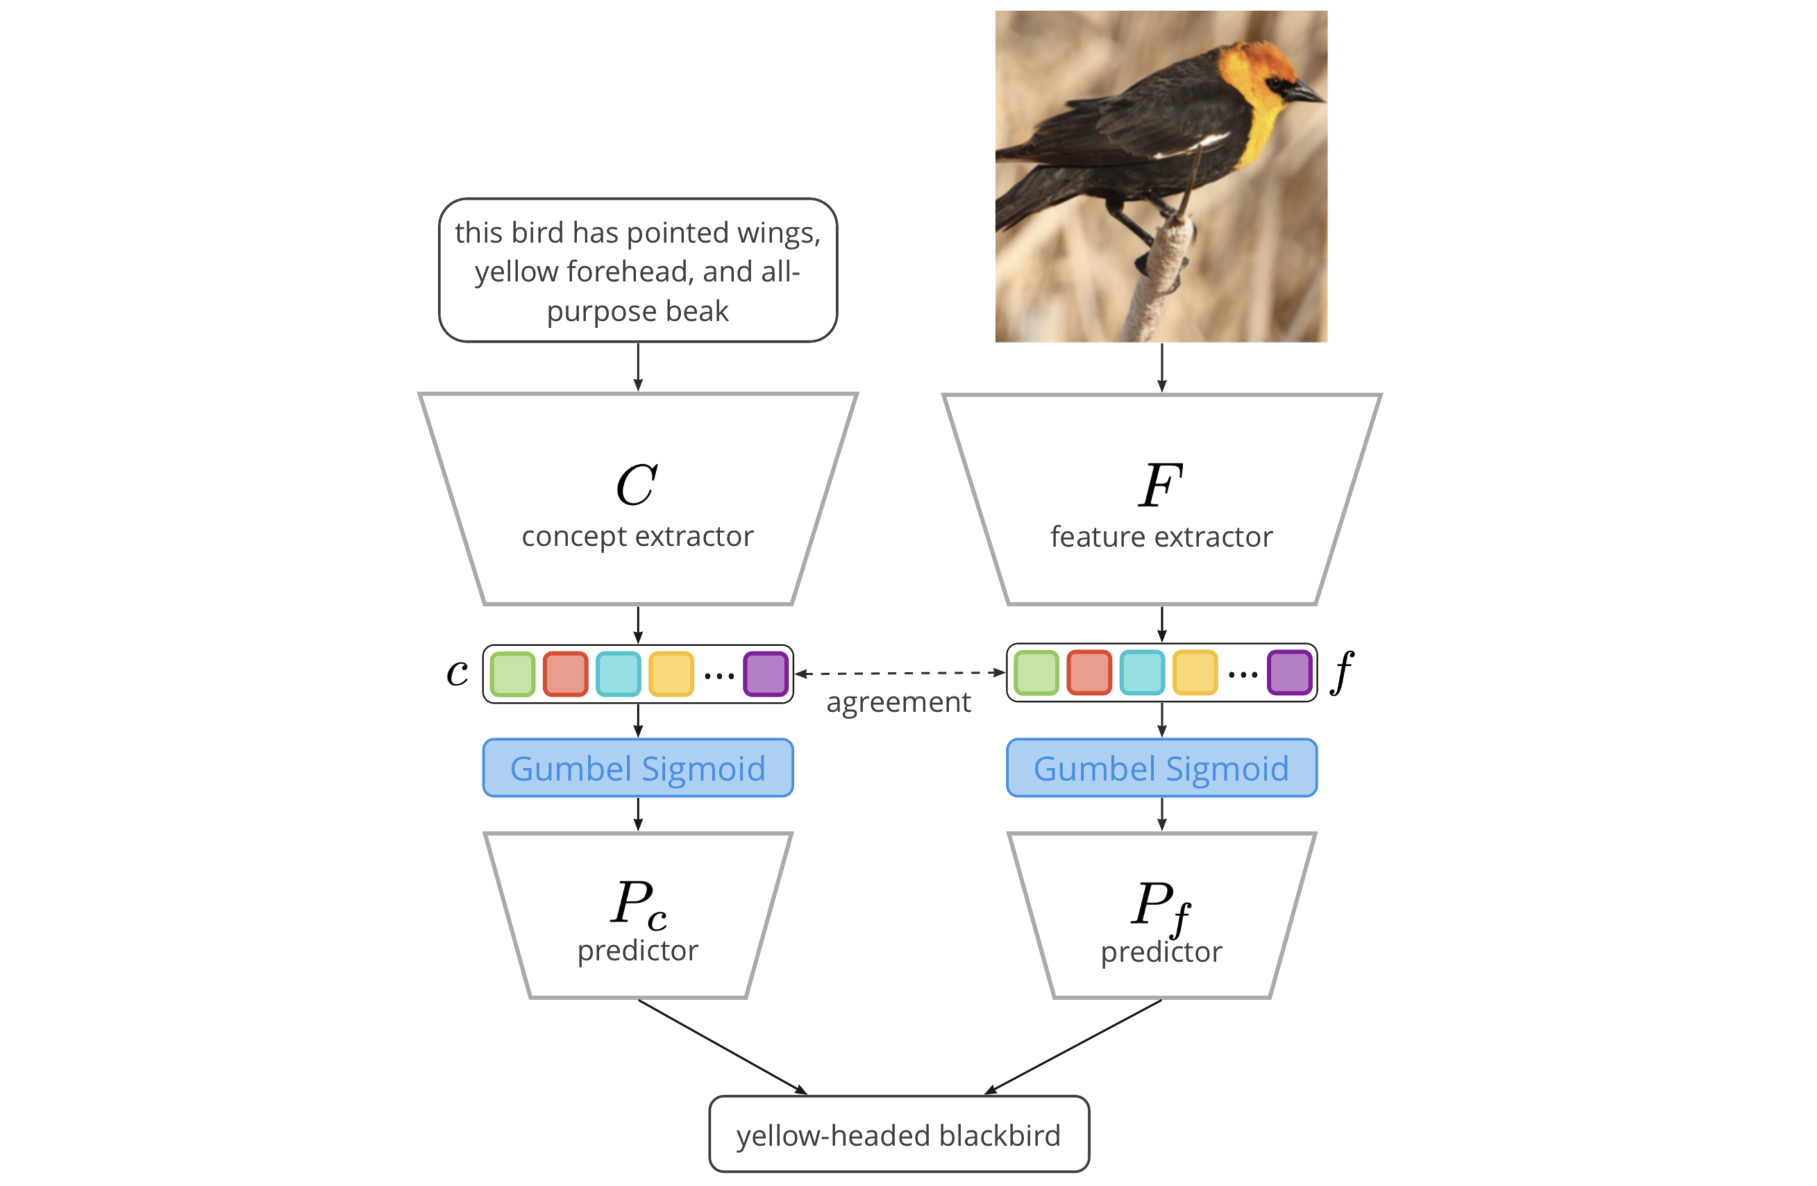 this bird has pointed wings,
yellow forehead, and all-
purpose beak
C
concept extractor
F
feature extractor
c
...
agreement
...
f
Gumbel Sigmoid
Gumbel Sigmoid
P_c
predictor
P_f
predictor
yellow-headed blackbird